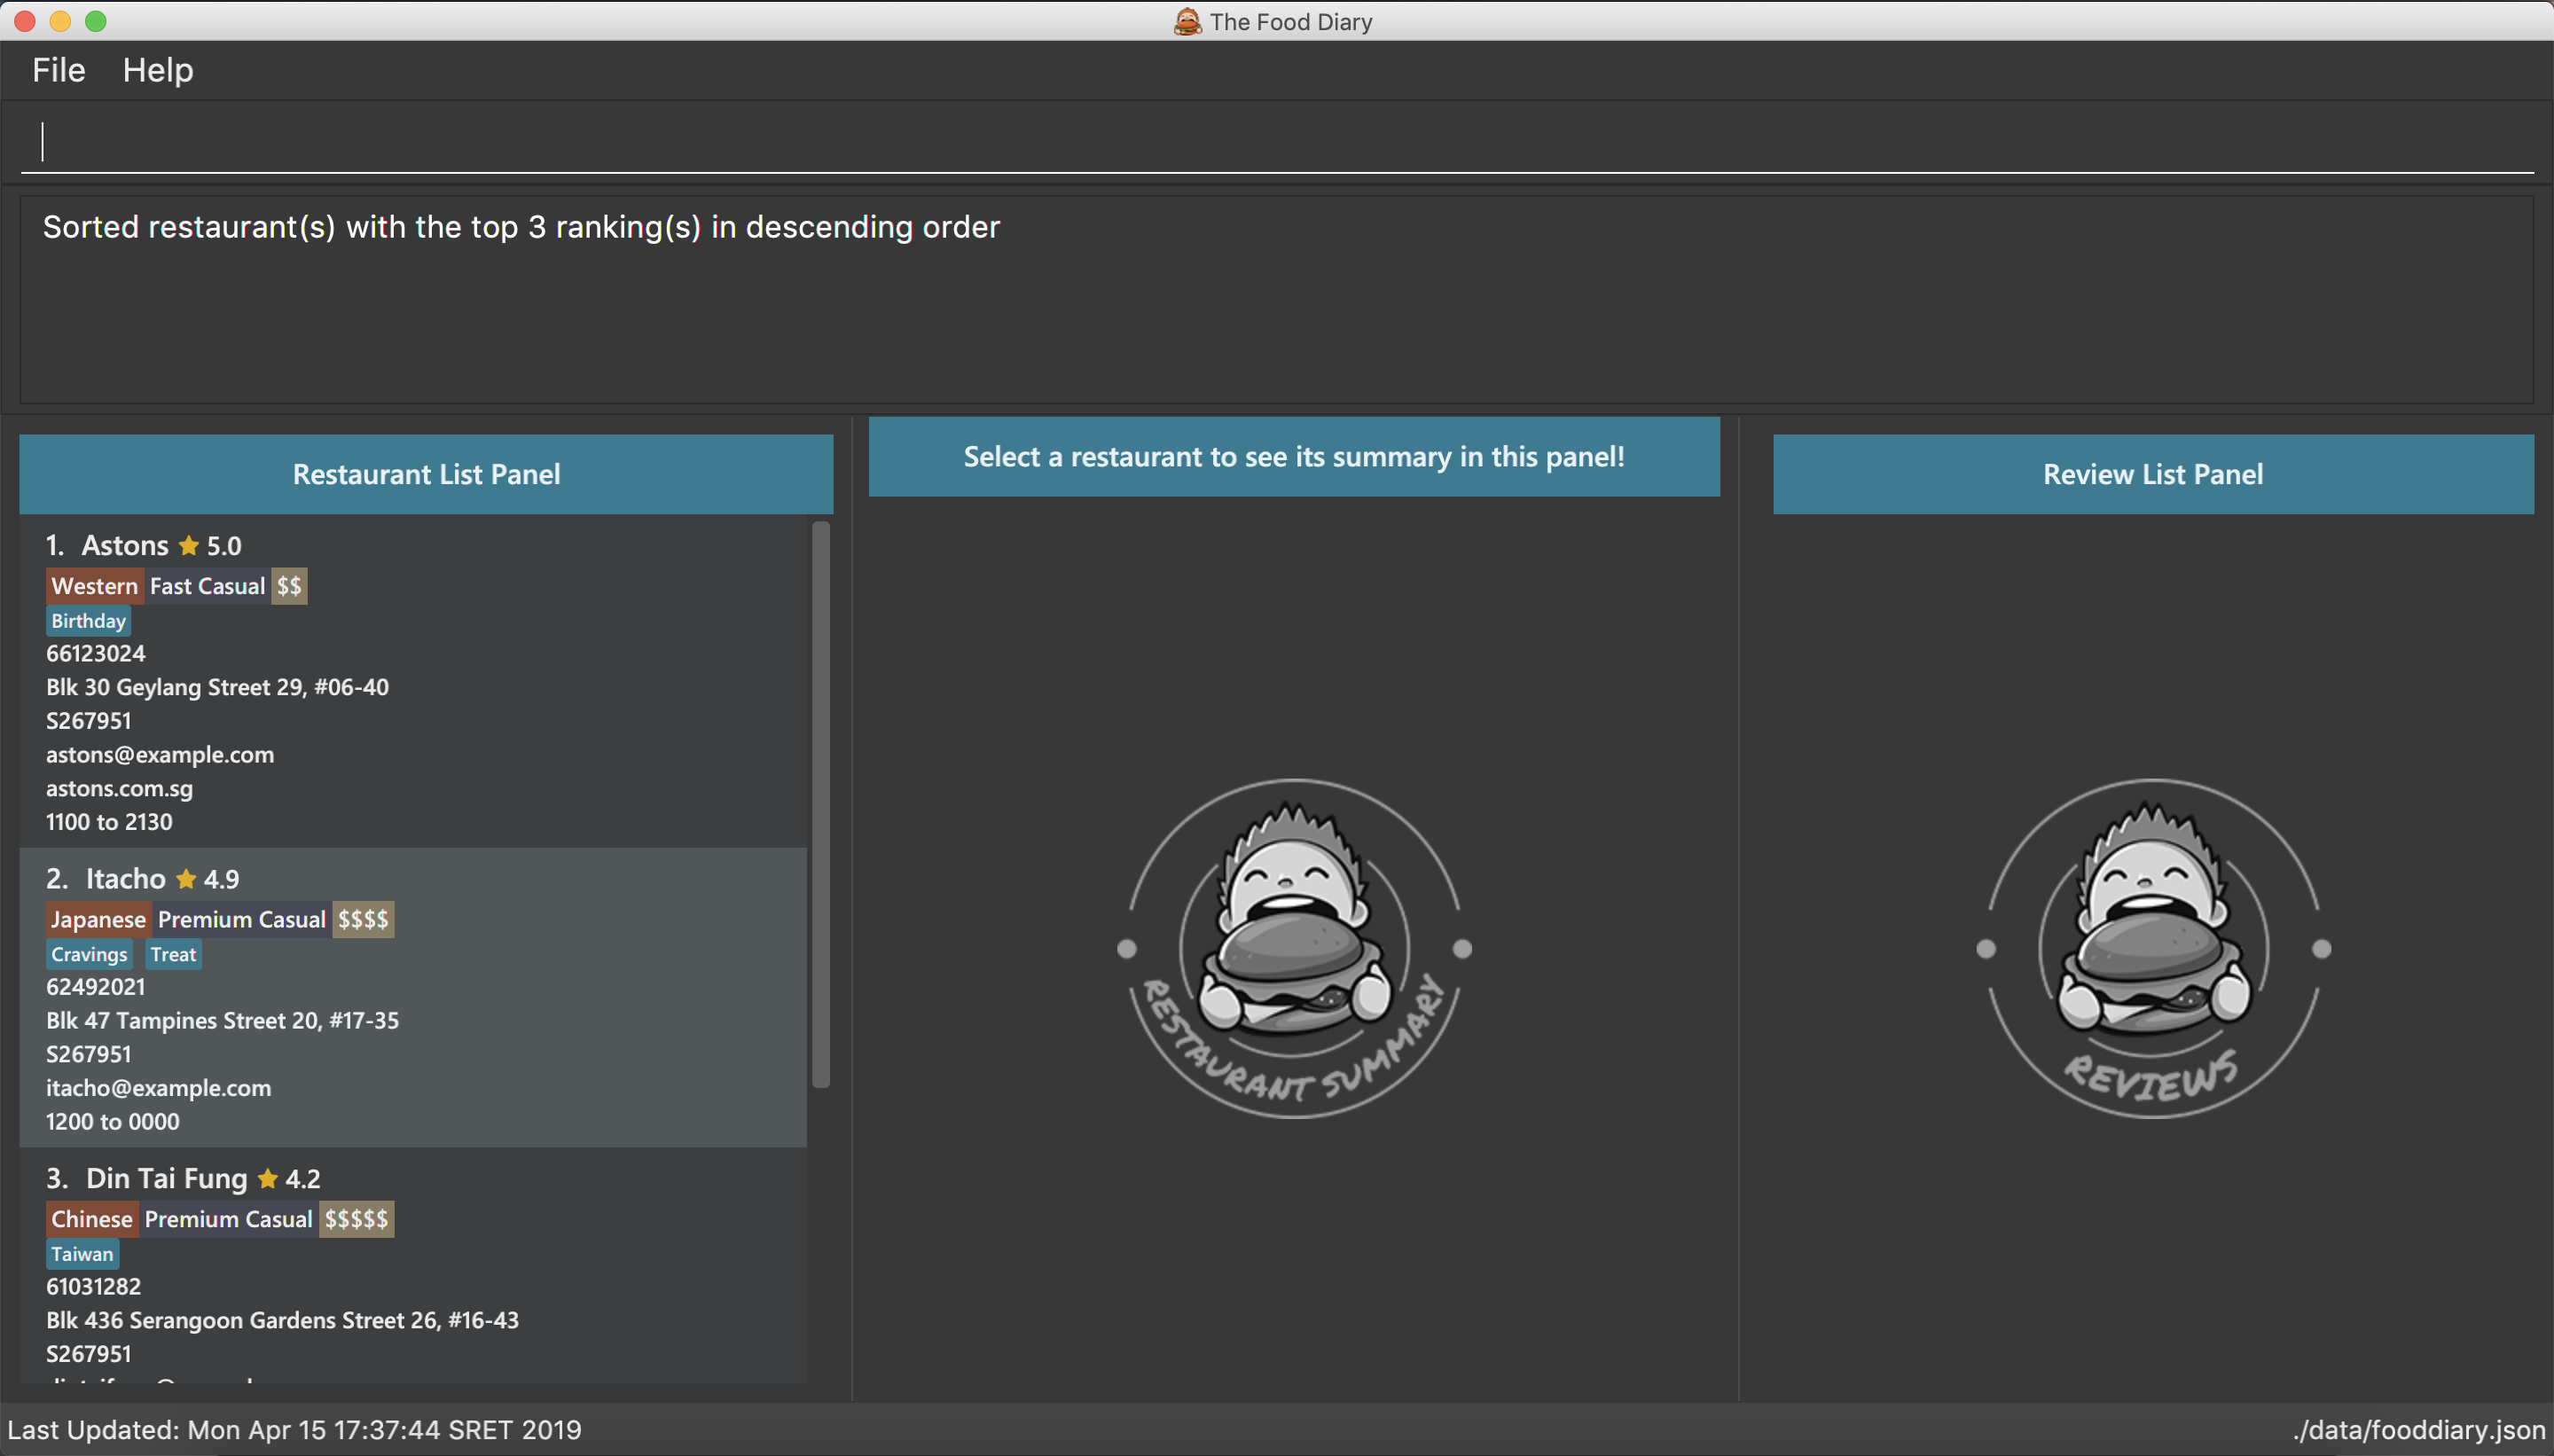 The Food Diary
File Help
Sorted restaurant(s) with the top 3 ranking(s) in descending order
Restaurant List Panel
1. Astons 5.0
Western Fast Casual $$
Birthday
66123024
Blk 30 Geylang Street 29, #06-40
S267951
astons@example.com
astons.com.sg
1100 to 2130
2. Itacho 4.9
Japanese Premium Casual $$$$
Cravings Treat
62492021
Blk 47 Tampines Street 20, #17-35
S267951
itacho@example.com
1200 to 0000
3. Din Tai Fung 4.2
Chinese Premium Casual $$$$$
Taiwan
61031282
Blk 436 Serangoon Gardens Street 26, #16-43
S267951
Select a restaurant to see its summary in this panel!
RESTAURANT SUMMARY
Review List Panel
REVIEWS
Last Updated: Mon Apr 15 17:37:44 SRET 2019
./data/fooddiary.json